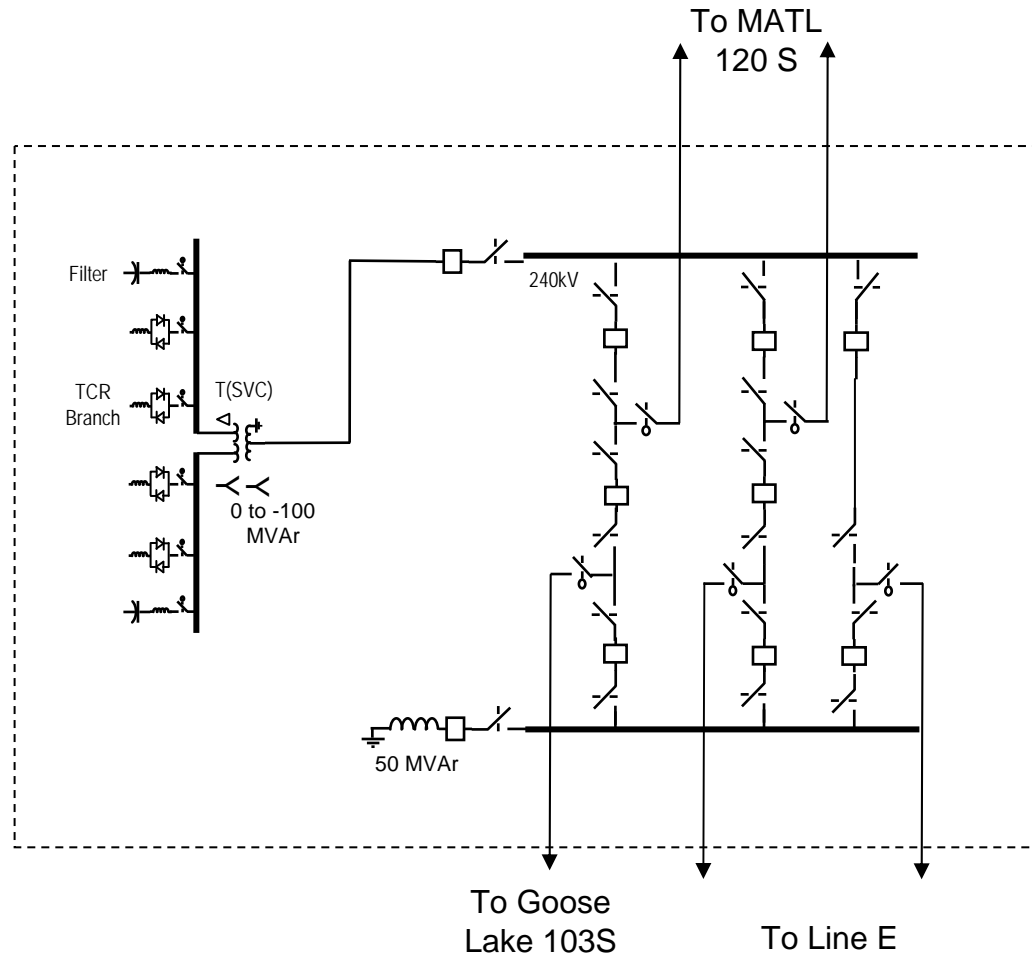 To MATL
120 S
Filter
240kV
TCR
Branch
T(SVC)
0 to -100
MVAr
50 MVAr
To Goose
Lake 103S
To Line E